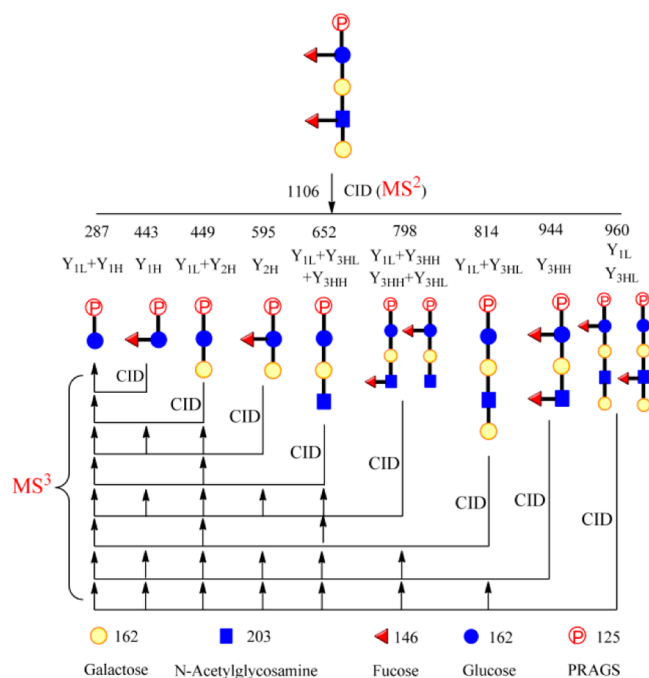 P
1106 CID (MS2)
287 443 449 595 652 798 814 944 960
Y1L+Y1H Y1H Y1L+Y2H Y2H Y1L+Y3HL +Y3HH Y1L+Y3HH Y3HH+Y3HL Y1L+Y3HL Y3HH Y1L Y3HL
P P P P P P P P P P P
CID
CID
CID
CID
CID
CID
CID
CID
MS3
162 203 146 162 P 125
Galactose N-Acetylglycosamine Fucose Glucose PRAGS